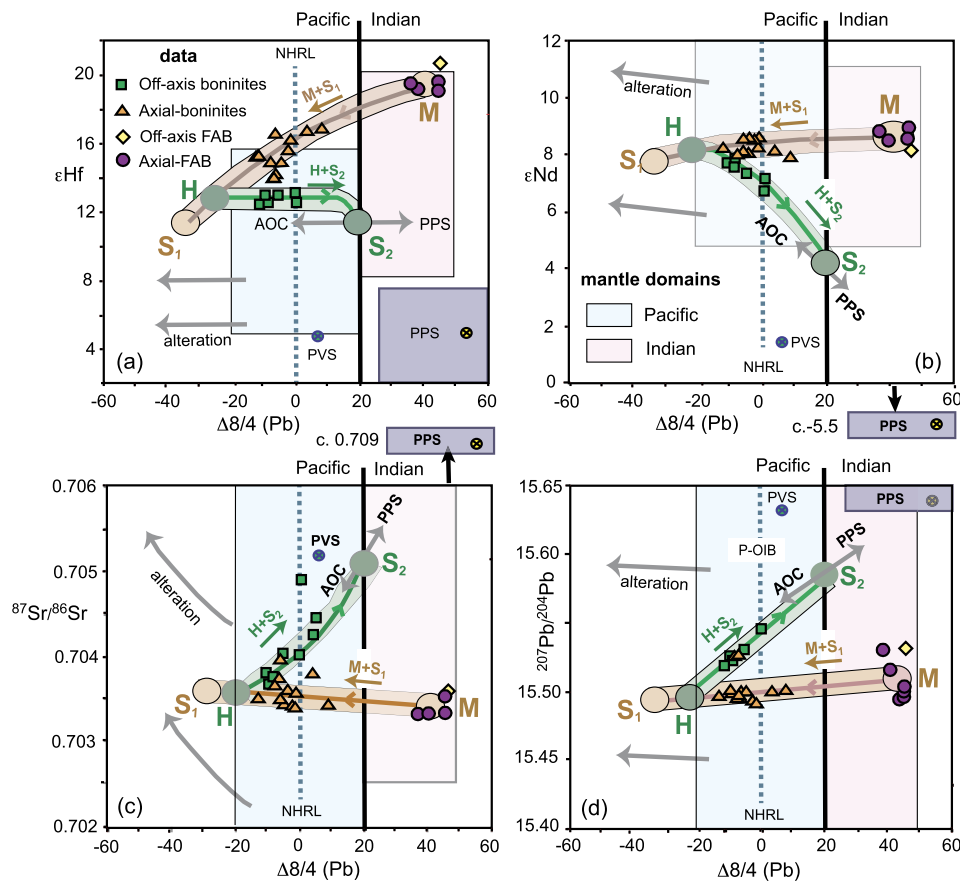 Pacific Indian
(a)
NHRL
data
Off-axis boninites
Axial-boninites
Off-axis FAB
Axial-FAB
εHf
20
16
12
8
4
M+S1
M
H
H+S2
S1
AOC
PPS
S2
alteration
PVS
PPS
-60 -40 -20 0 20 40 60
Δ8/4 (Pb)
Pacific Indian
12
10
8
6
4
2
0
εNd
alteration
M+S1
M
H
S1
H+S2
AOC
S2
PPS
mantle domains
Pacific
Indian
PVS
NHRL
(b)
-60 -40 -20 0 20 40 60
Δ8/4 (Pb)
c. 0.709 PPS
c.-5.5 PPS
Pacific Indian
0.706
0.705
0.704
0.703
0.702
87Sr/86Sr
alteration
PVS
PPS
AOC
S2
H+S2
M+S1
S1
H
M
NHRL
(c)
-60 -40 -20 0 20 40 60
Δ8/4 (Pb)
Pacific Indian
15.65
15.60
15.50
15.45
15.40
207Pb/204Pb
PVS
PPS
P-OIB
PPS
alteration
AOC
S2
H+S2
M+S1
S1
H
M
NHRL
(d)
-60 -40 -20 0 20 40 60
Δ8/4 (Pb)